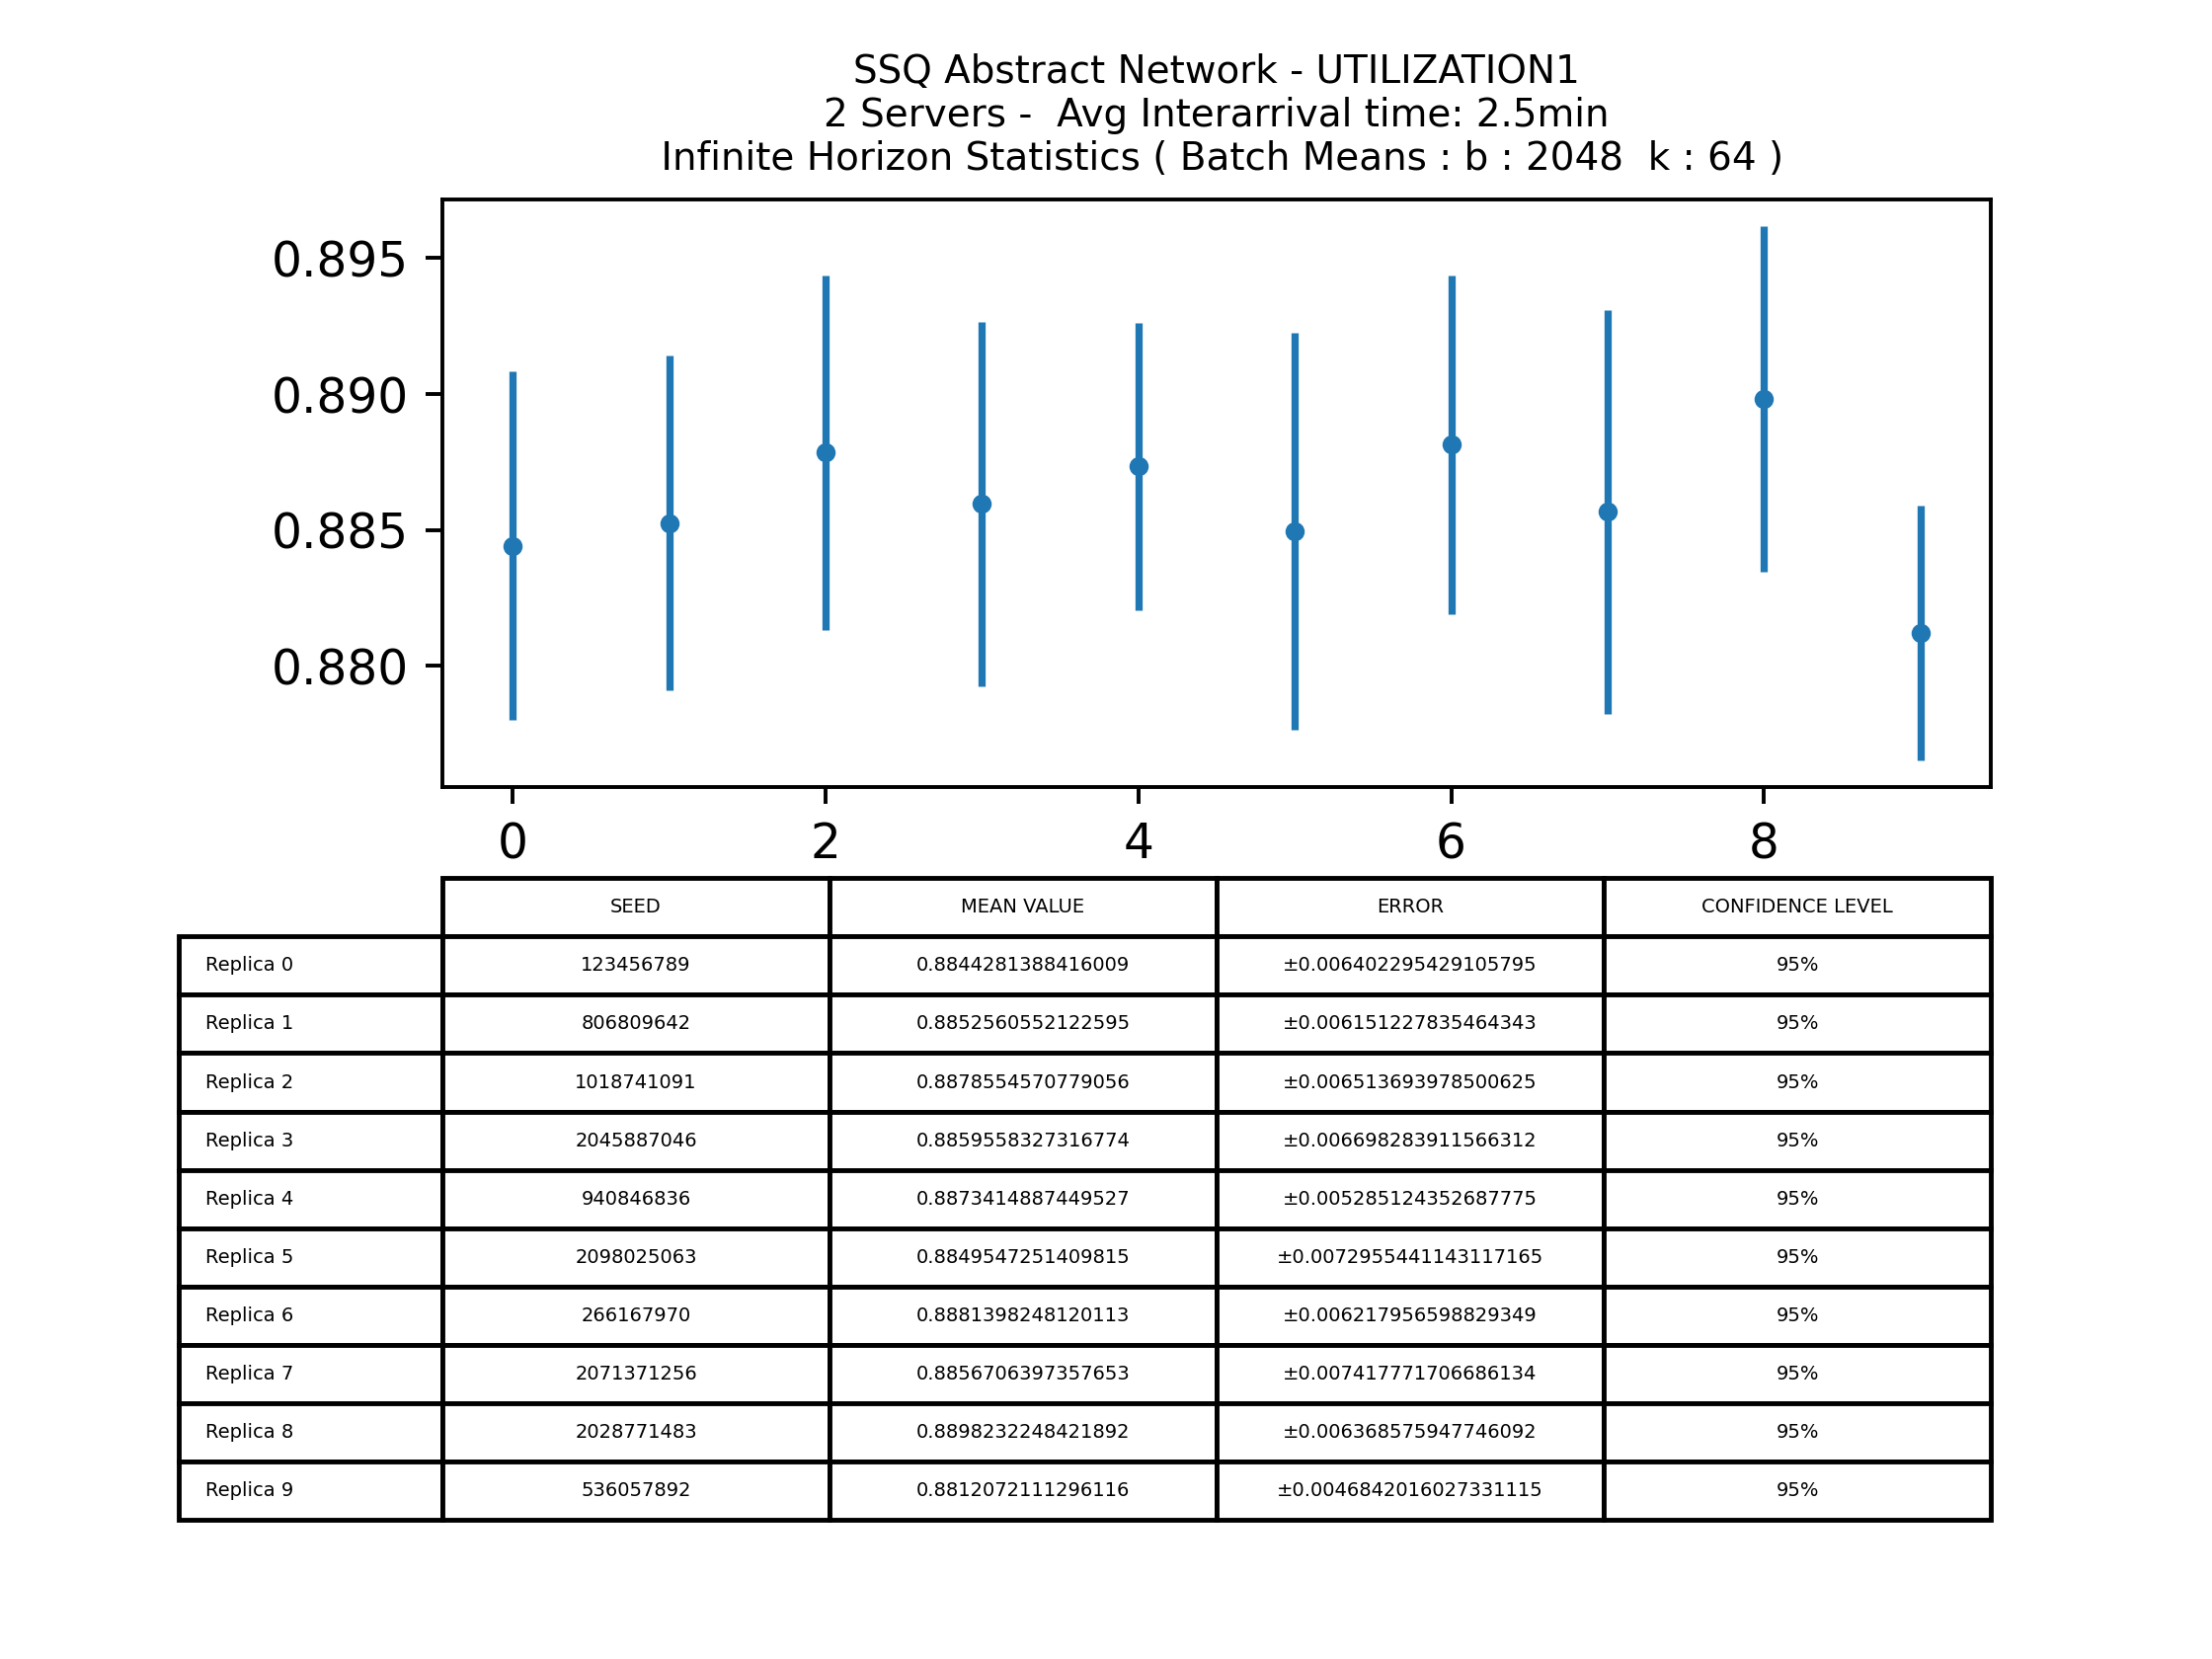 SSQ Abstract Network - UTILIZATION1
2 Servers -  Avg Interarrival time: 2.5min
Infinite Horizon Statistics ( Batch Means : b : 2048  k : 64 )
0.895
0.890
0.885
0.880
0 2 4 6 8
SEED MEAN VALUE ERROR CONFIDENCE LEVEL
Replica 0 123456789 0.8844281388416009 ±0.006402295429105795 95%
Replica 1 806809642 0.8852560552122595 ±0.006151227835464343 95%
Replica 2 1018741091 0.8878554570779056 ±0.006513693978500625 95%
Replica 3 2045887046 0.8859558327316774 ±0.006698283911566312 95%
Replica 4 940846836 0.8873414887449527 ±0.005285124352687775 95%
Replica 5 2098025063 0.8849547251409815 ±0.0072955441143117165 95%
Replica 6 266167970 0.8881398248120113 ±0.006217956598829349 95%
Replica 7 2071371256 0.8856706397357653 ±0.007417771706686134 95%
Replica 8 2028771483 0.8898232248421892 ±0.006368575947746092 95%
Replica 9 536057892 0.8812072111296116 ±0.0046842016027331115 95%